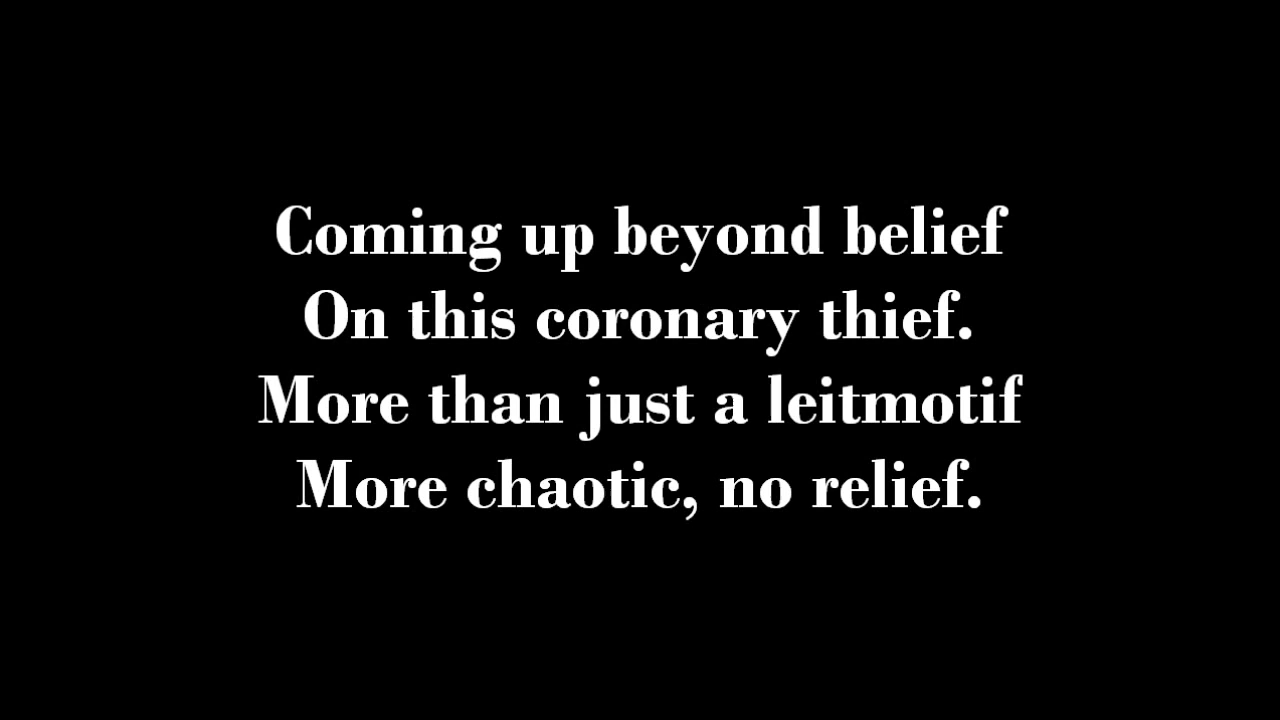 Coming up beyond belief
On this coronary thief.
More than just a leitmotif
More chaotic, no relief.